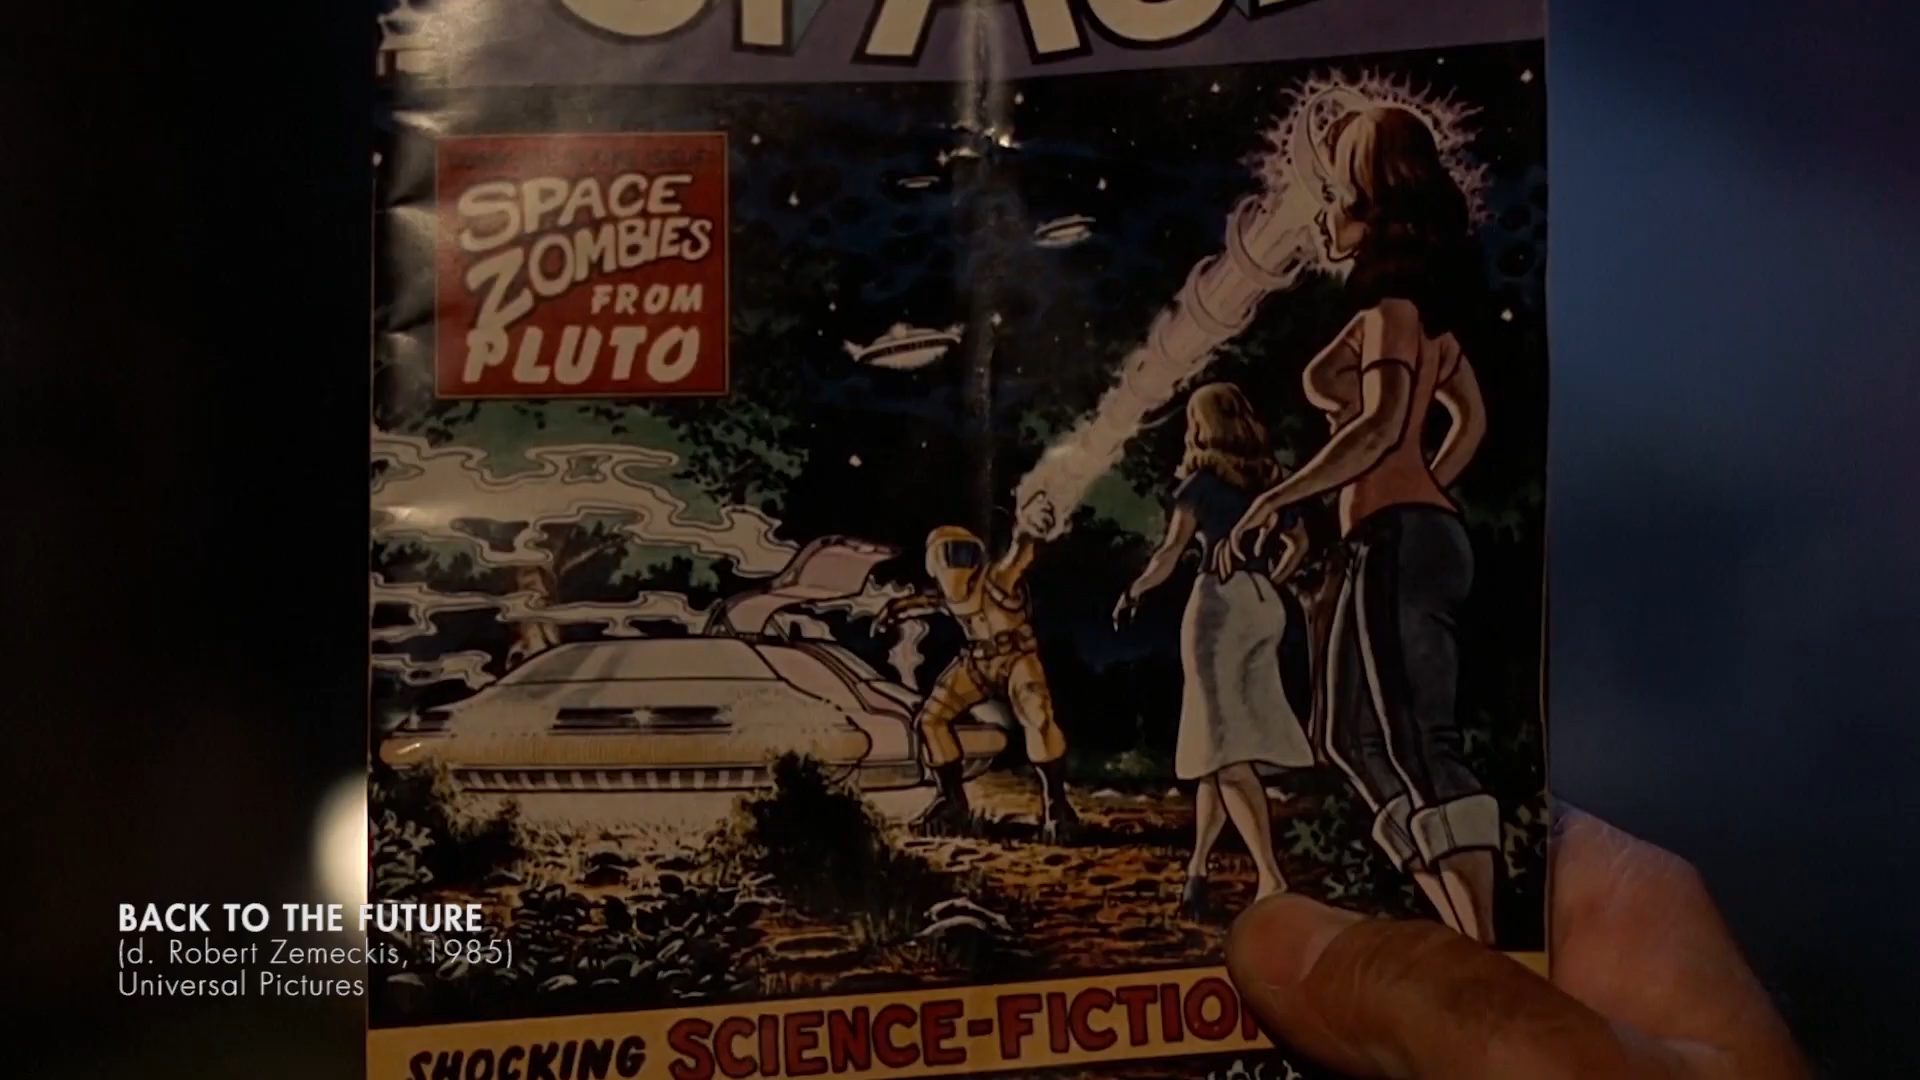 SPACE
ZOMBIES
FROM
PLUTO
BACK TO THE FUTURE
(d. Robert Zemeckis, 1985)
Universal Pictures
SHOCKING SCIENCE-FICTIO